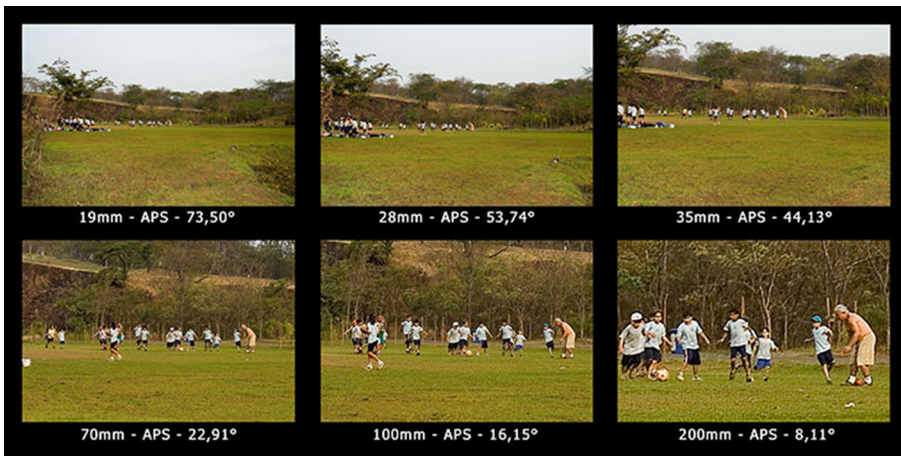 19mm - APS - 73,50°
28mm - APS - 53,74°
35mm - APS - 44,13°
70mm - APS - 22,91°
100mm - APS - 16,15°
200mm - APS - 8,11°